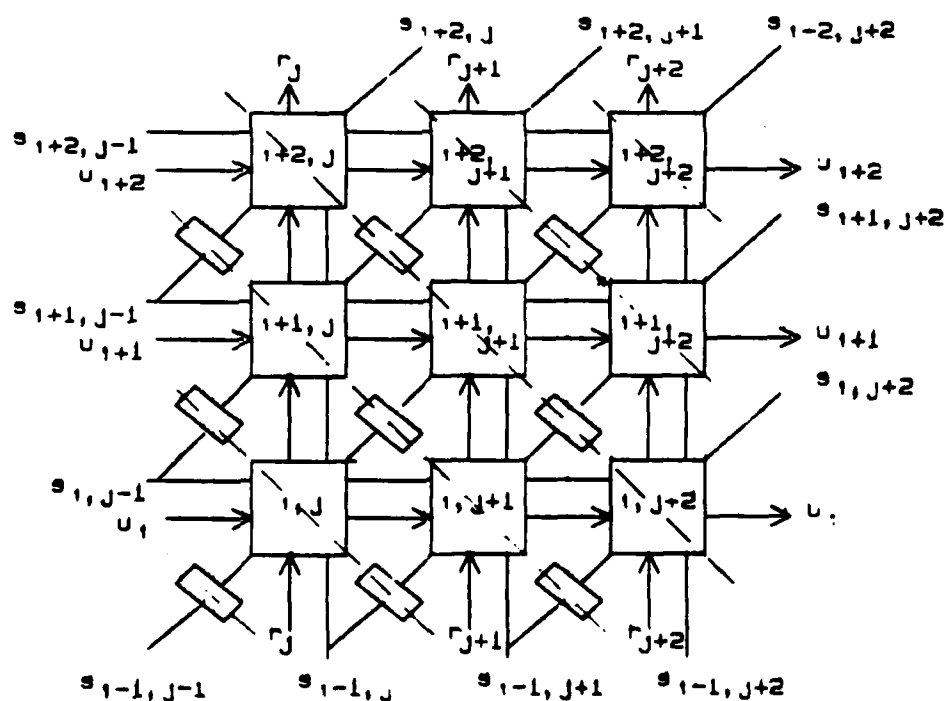 s i+2, j s i+2, j+1 s i-2, j+2
r j r j+1 r j+2
s i+2, j-1
i+2, j i+2, j+1 i+2, j+2
u i+2 u i+2
s i+1, j+2
s i+1, j-1
i+1, j i+1, j+1 i+1, j+2
u i+1 u i+1
s i, j+2
s i, j-1
i, j i, j+1 i, j+2
u i u i
r j r j+1 r j+2
s i-1, j-1 s i-1, j s i-1, j+1 s i-1, j+2